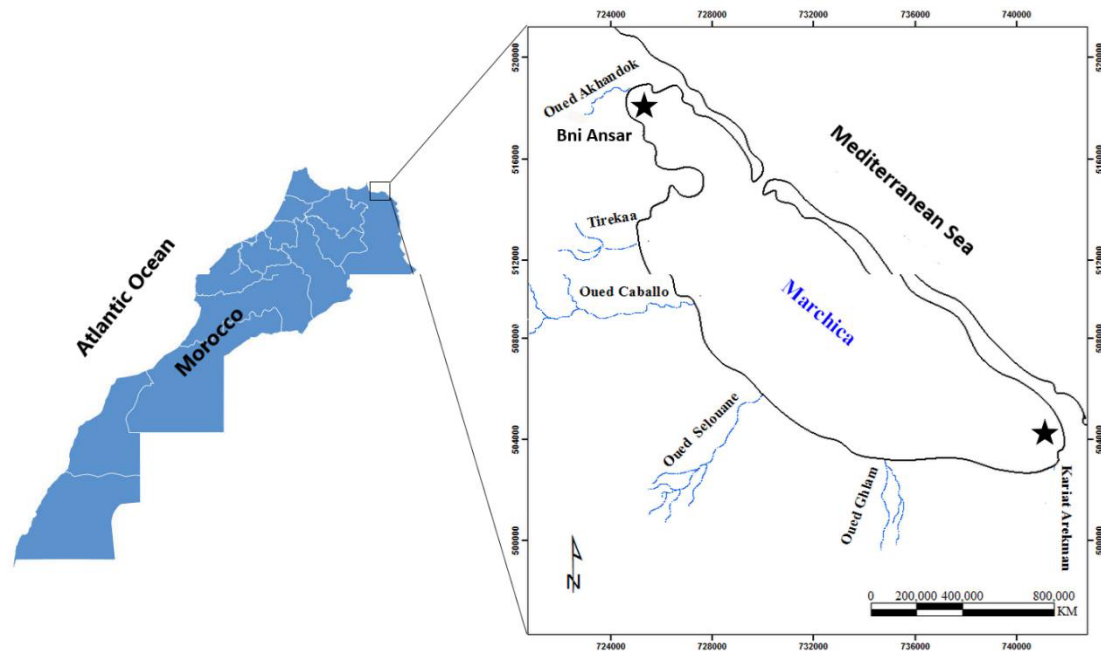 Atlantic Ocean
Morocco
724000 728000 732000 736000 740000
520000
520000
Oued Akhandok
Bni Ansar
516000
516000
Mediterranean Sea
Tirekaa
512000
512000
Oued Caballo
Marchica
508000
508000
Oued Selouane
504000
504000
Oued Ghlam
Kariat Arekman
500000
500000
N
0 200,000 400,000 800,000
KM
724000 728000 732000 736000 740000